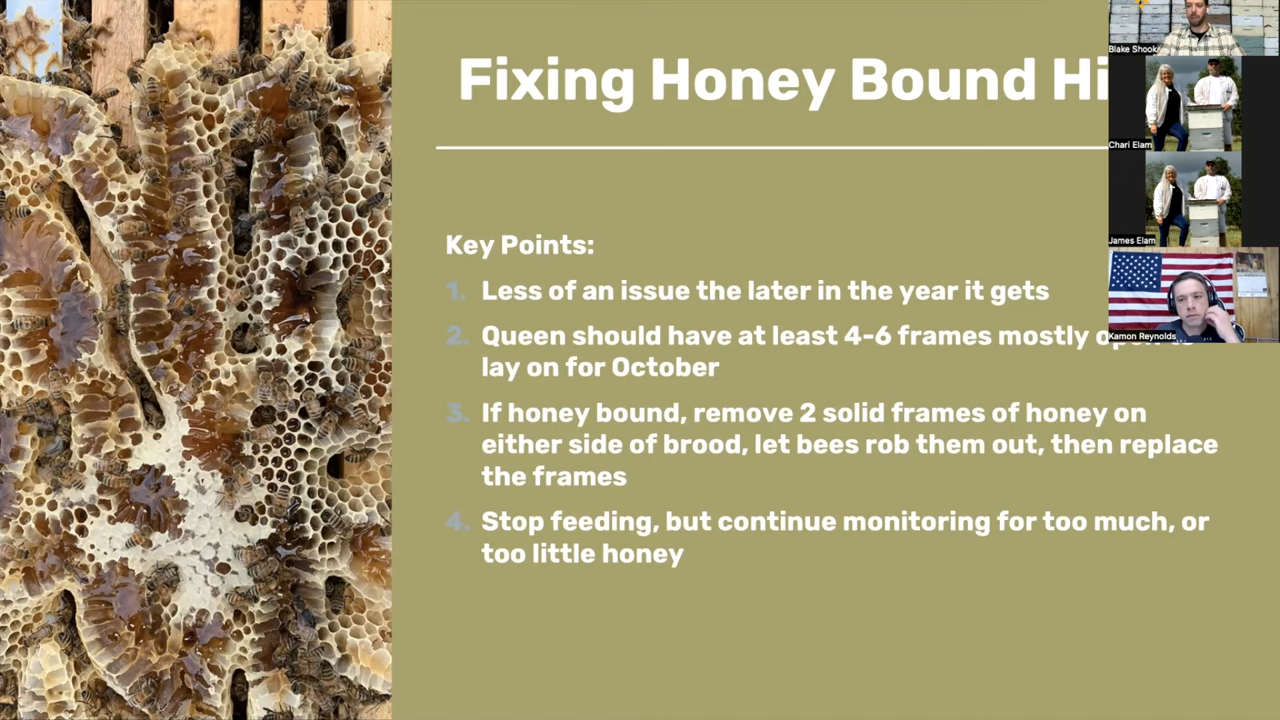 Fixing Honey Bound Hi
Key Points:
1. Less of an issue the later in the year it gets
2. Queen should have at least 4-6 frames mostly
lay on for October
3. If honey bound, remove 2 solid frames of honey on
either side of brood, let bees rob them out, then replace
the frames
4. Stop feeding, but continue monitoring for too much, or
too little honey
Blake Shook
Chari Elam
James Elam
Kamon Reynolds